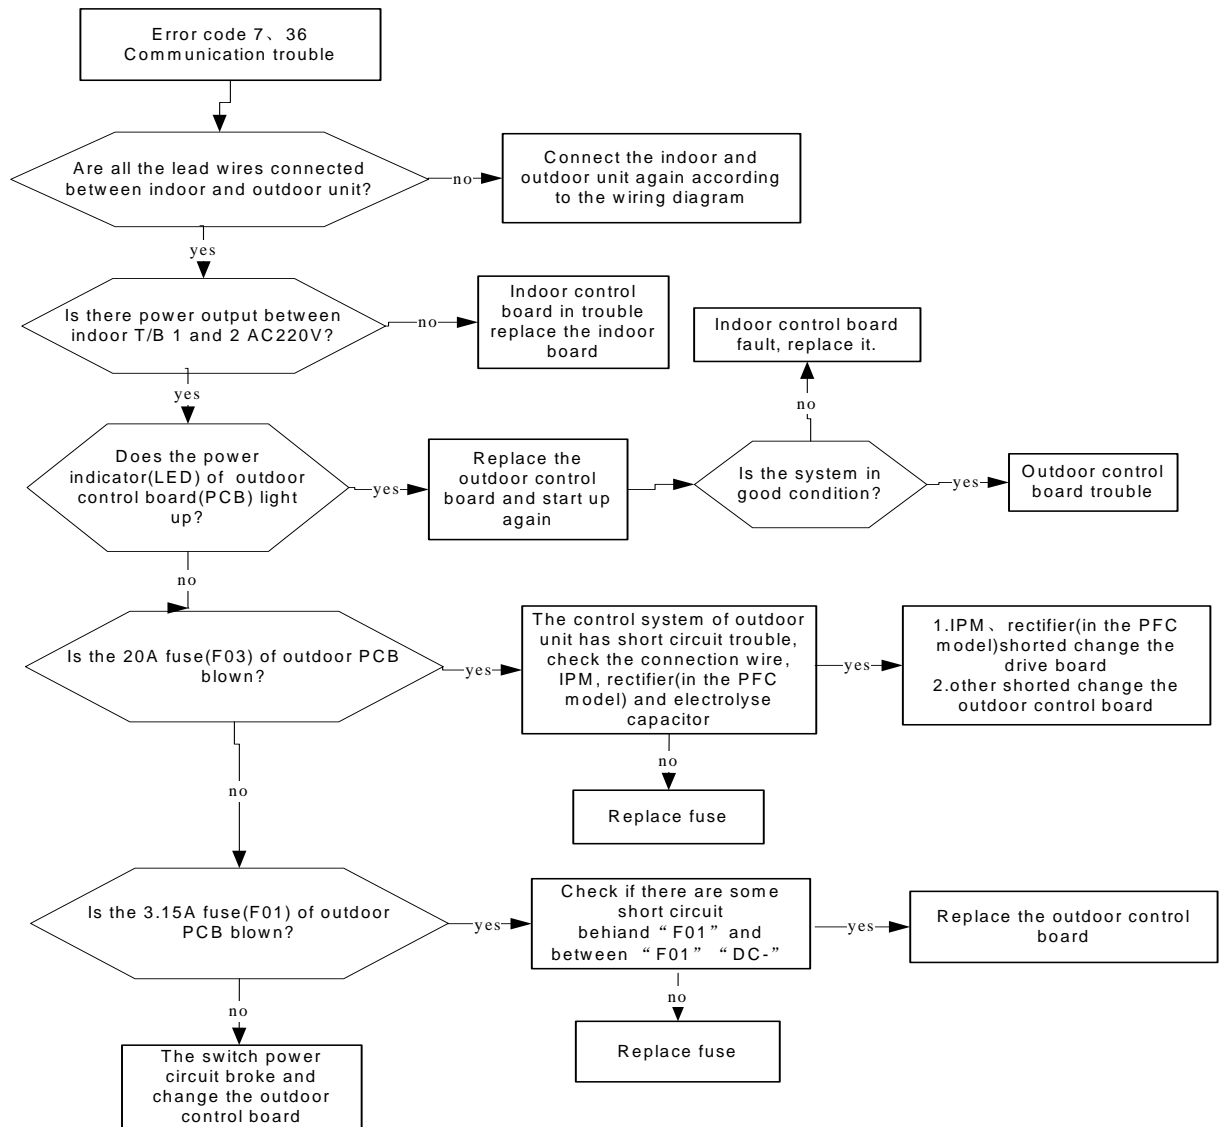 Error code 7、36
Communication trouble
Are all the lead wires connected
between indoor and outdoor unit?
no
Connect the indoor and
outdoor unit again according
to the wiring diagram
yes
Is there power output between
indoor T/B 1 and 2 AC220V?
no
Indoor control
board in trouble
replace the indoor
board
Indoor control board
fault, replace it.
yes
no
Does the power
indicator(LED) of outdoor
control board(PCB) light
up?
yes
Replace the
outdoor control
board and start up
again
Is the system in
good condition?
yes
Outdoor control
board trouble
no
Is the 20A fuse(F03) of outdoor PCB
blown?
yes
The control system of outdoor
unit has short circuit trouble,
check the connection wire,
IPM, rectifier(in the PFC
model) and electrolyse
capacitor
yes
1.IPM、rectifier(in the PFC
model)shorted change the
drive board
2.other shorted change the
outdoor control board
no
Replace fuse
no
Is the 3.15A fuse(F01) of outdoor
PCB blown?
yes
Check if there are some
short circuit
behiand “F01” and
between “F01” “DC-”
yes
Replace the outdoor control
board
no
Replace fuse
no
The switch power
circuit broke and
change the outdoor
control board